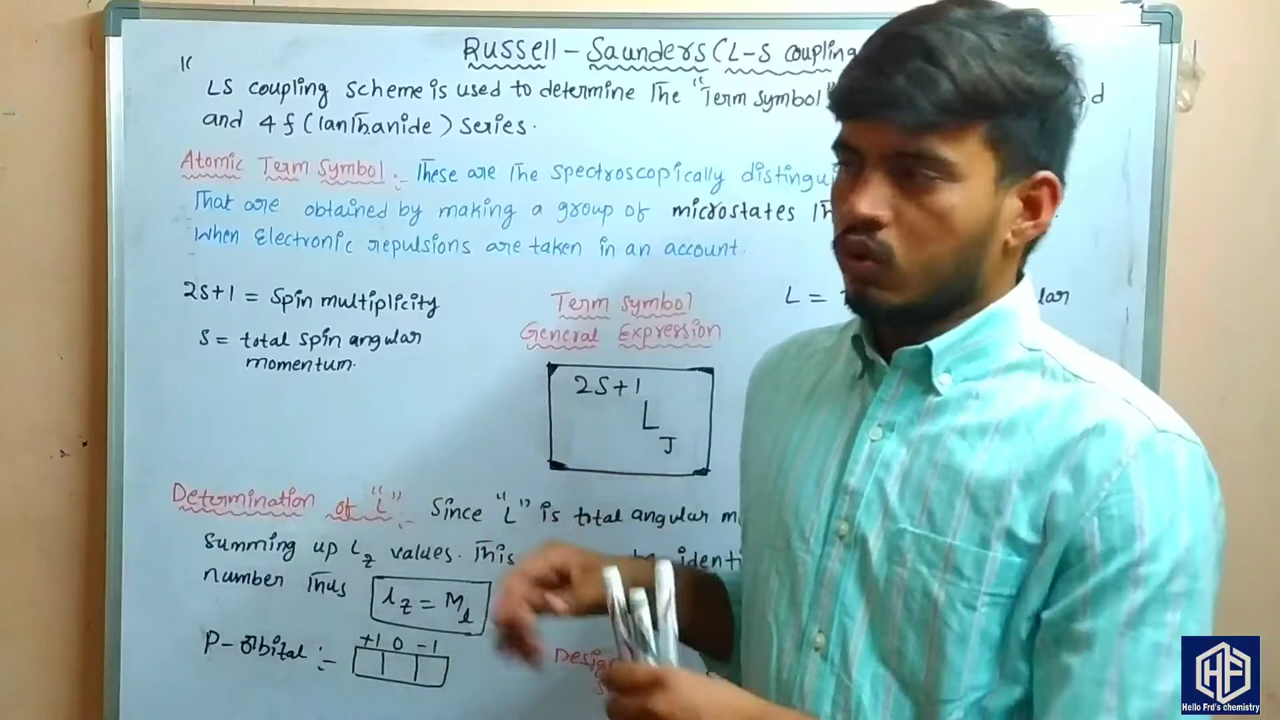 Russell - Saunders (L-S coupling
LS coupling scheme is used to determine The "Term symbol" d
and 4f (lanthanide) series.
Atomic Term Symbol :- These are The spectroscopically
That are obtained by making a group of microstates
When Electronic repulsions are taken in an account.
2S+1 = Spin multiplicity
S = total spin angular
momentum.
Term symbol
General Expression
2S+1
L
J
L =
Determination of "L" :- Since "L" is total angular
Summing up Lz values. This
number Thus lz = Ml
P-orbital :- +1 0 -1
Hello Frd's chemistry